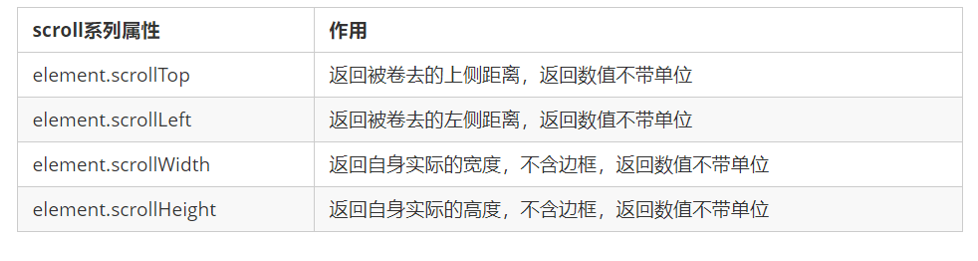 scroll系列属性 作用
element.scrollTop 返回被卷去的上侧距离，返回数值不带单位
element.scrollLeft 返回被卷去的左侧距离，返回数值不带单位
element.scrollWidth 返回自身实际的宽度，不含边框，返回数值不带单位
element.scrollHeight 返回自身实际的高度，不含边框，返回数值不带单位